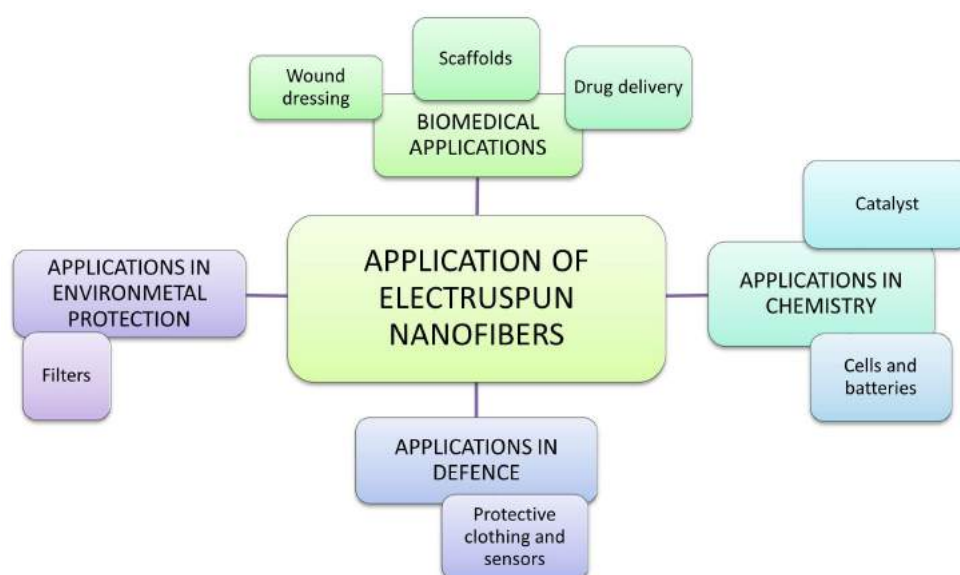 Scaffolds
Wound
dressing
Drug delivery
BIOMEDICAL
APPLICATIONS
Catalyst
APPLICATION OF
ELECTRUSPUN
NANOFIBERS
APPLICATIONS IN
ENVIRONMETAL
PROTECTION
Filters
APPLICATIONS IN
CHEMISTRY
Cells and
batteries
APPLICATIONS IN
DEFENCE
Protective
clothing and
sensors